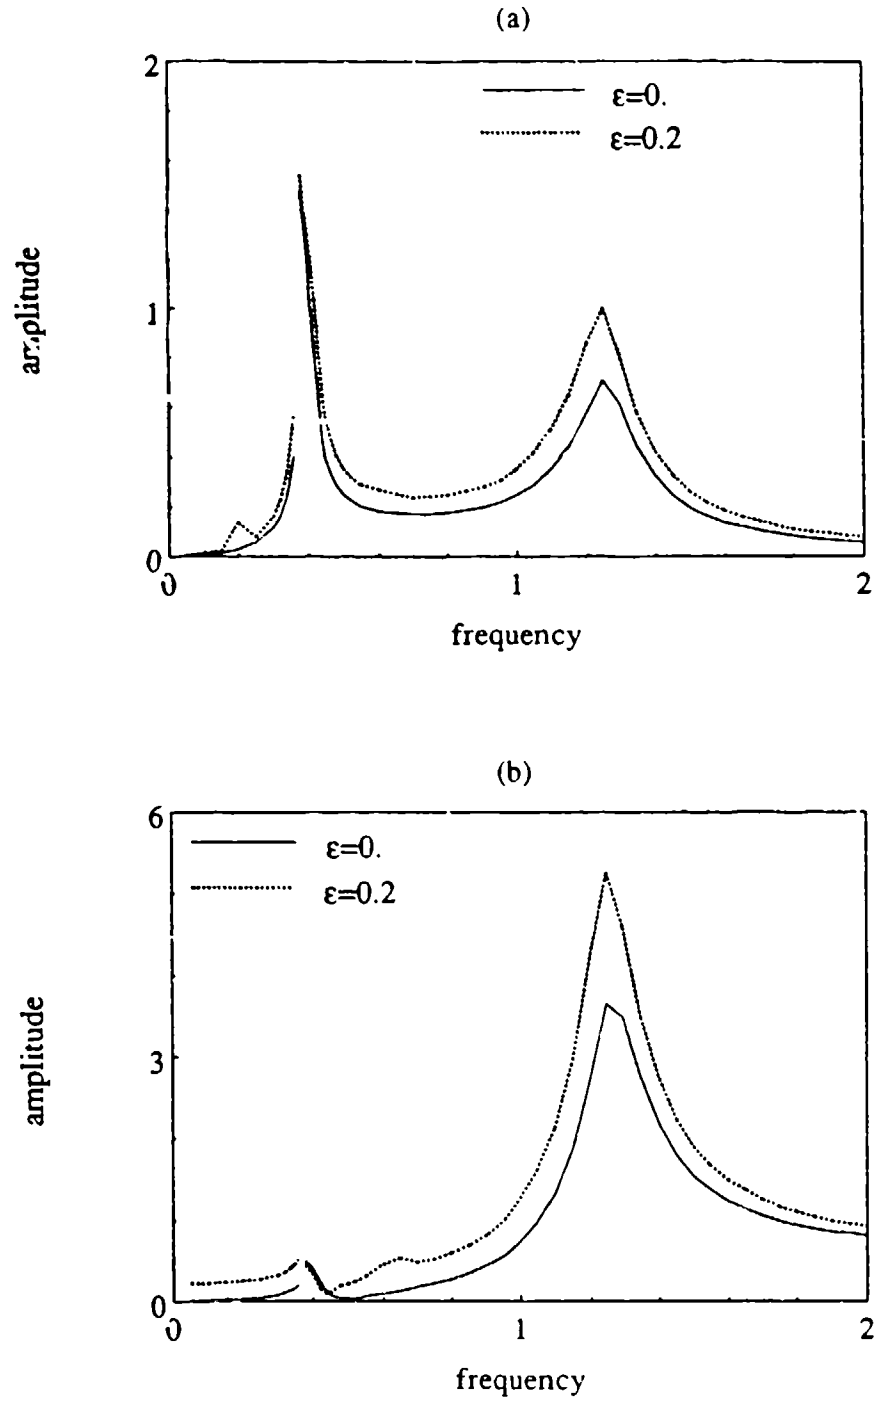 (a)
2
ε=0.
ε=0.2
amplitude
1
0
0
1
2
frequency
(b)
6
ε=0.
ε=0.2
amplitude
3
0
0
1
2
frequency